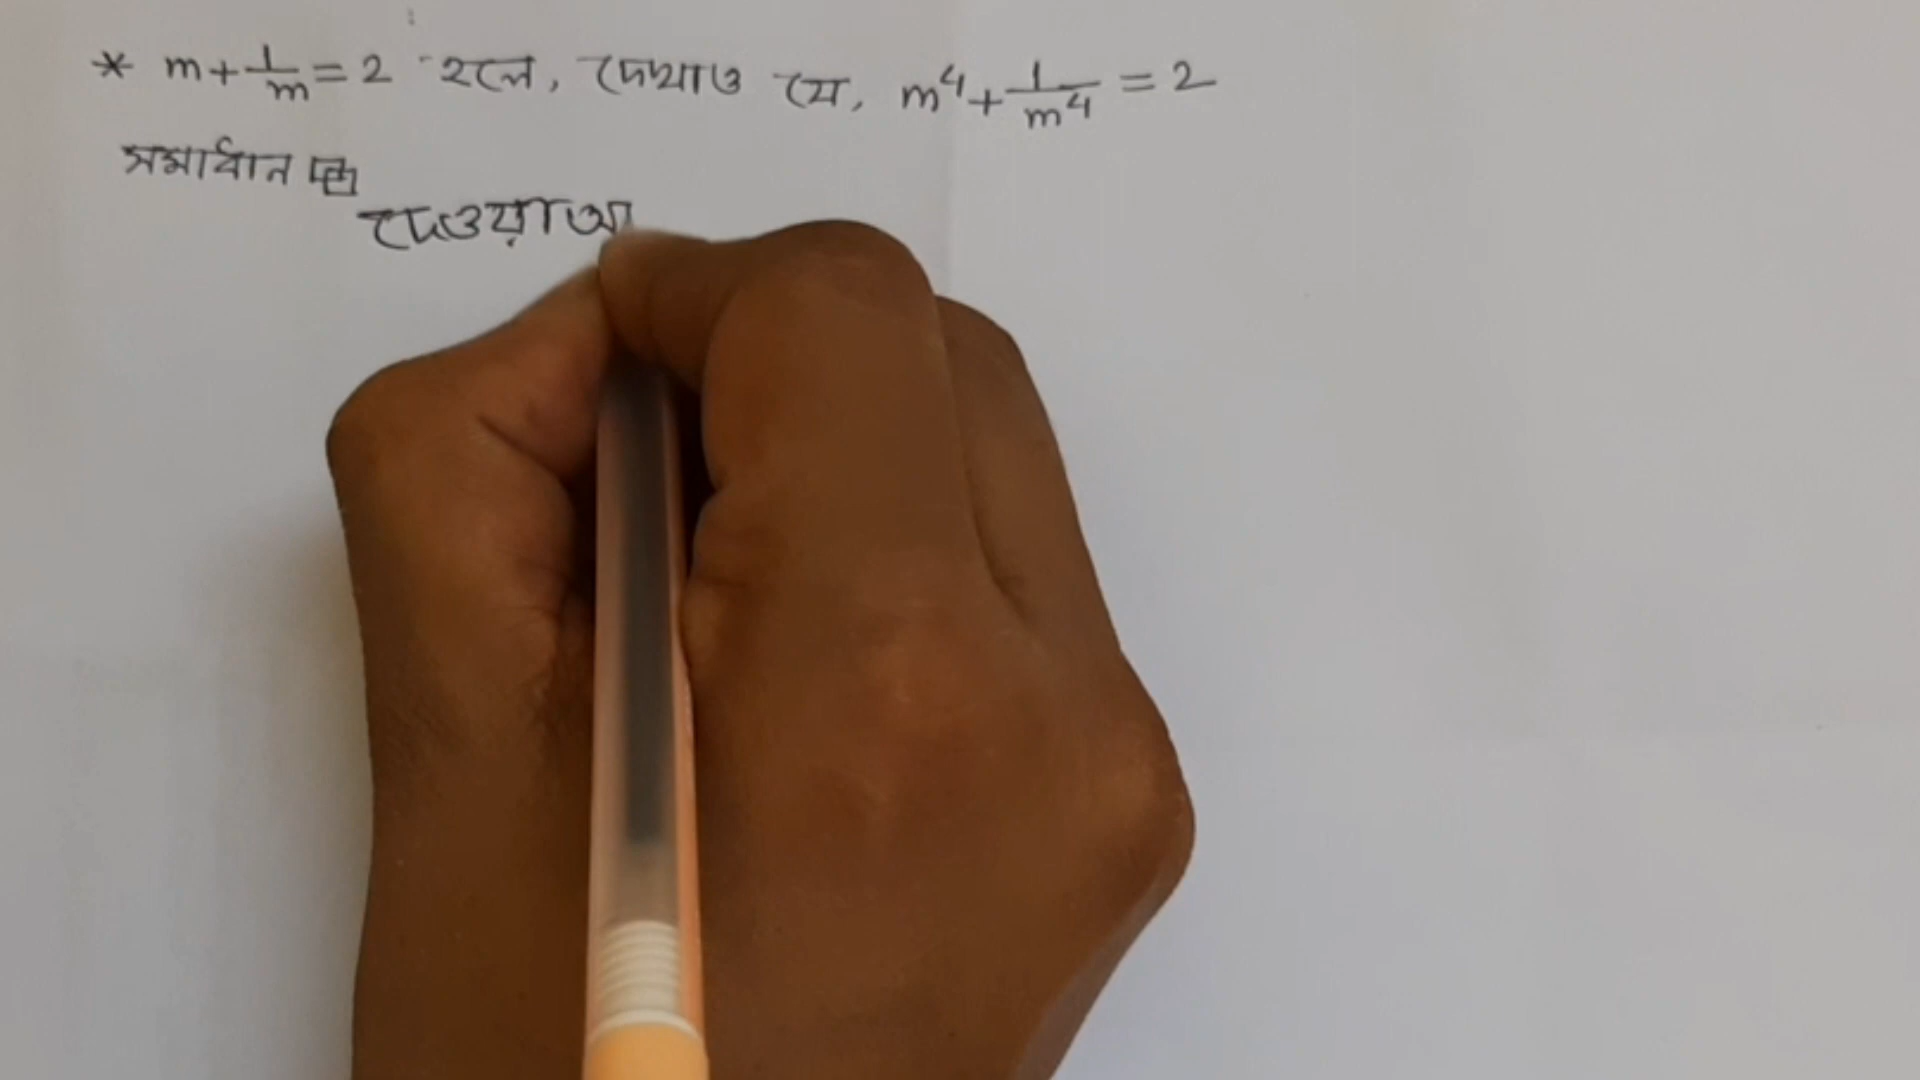 * m+1/m=2 হলে, দেখাও যে, m⁴+1/m⁴=2
সমাধান
দেওয়াআ